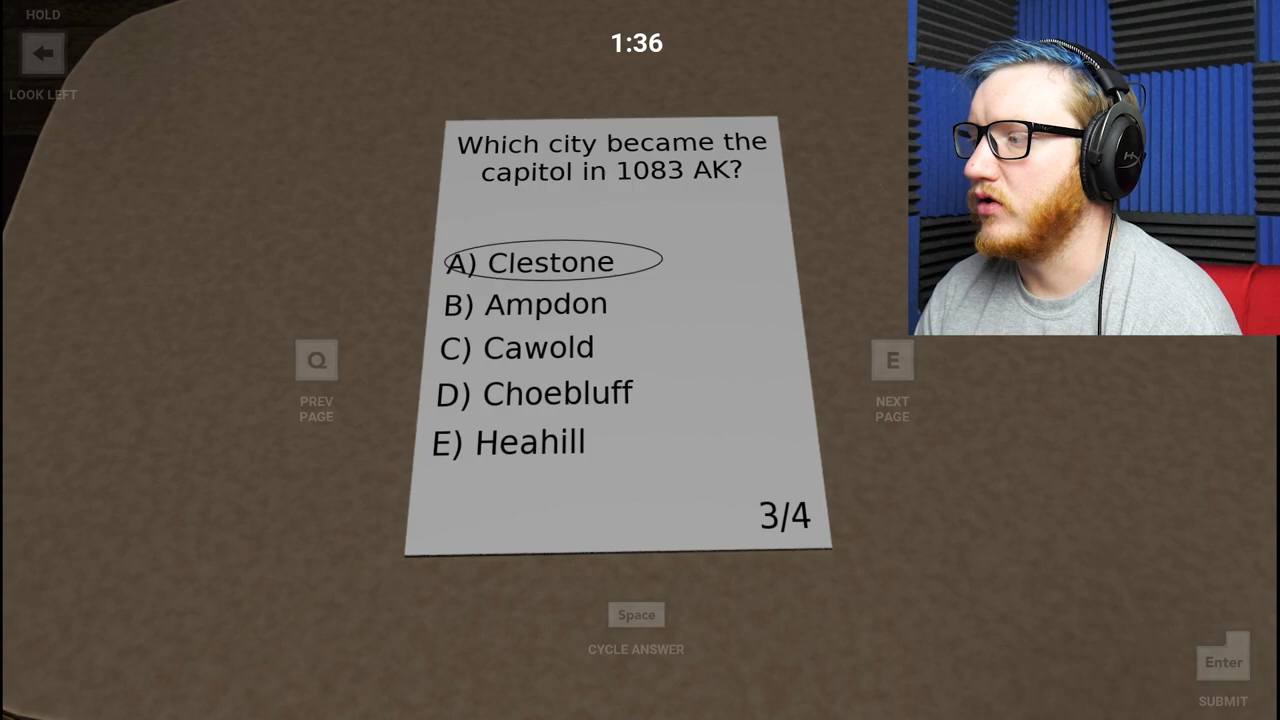 HOLD
LOOK LEFT
1:36
Which city became the
capitol in 1083 AK?
A) Clestone
B) Ampdon
C) Cawold
D) Choebluff
E) Heahill
3/4
Q
PREV
PAGE
E
NEXT
PAGE
Space
CYCLE ANSWER
Enter
SUBMIT